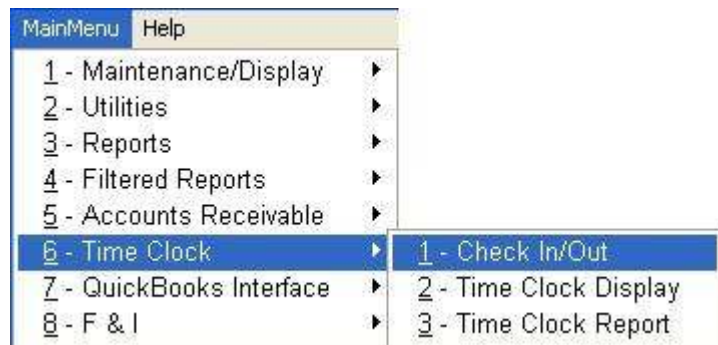 MainMenu Help
1 - Maintenance/Display
2 - Utilities
3 - Reports
4 - Filtered Reports
5 - Accounts Receivable
6 - Time Clock
7 - QuickBooks Interface
8 - F & I
1 - Check In/Out
2 - Time Clock Display
3 - Time Clock Report